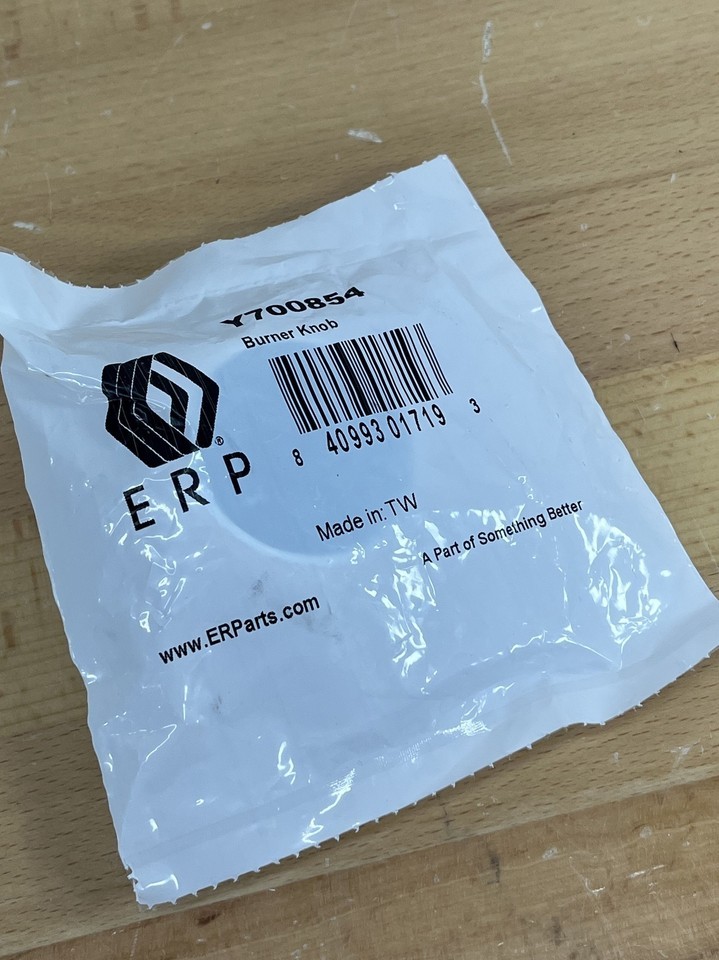 Y700854
Burner Knob
8 40993 01719 3
®
ERP
Made in: TW
A Part of Something Better
www.ERParts.com